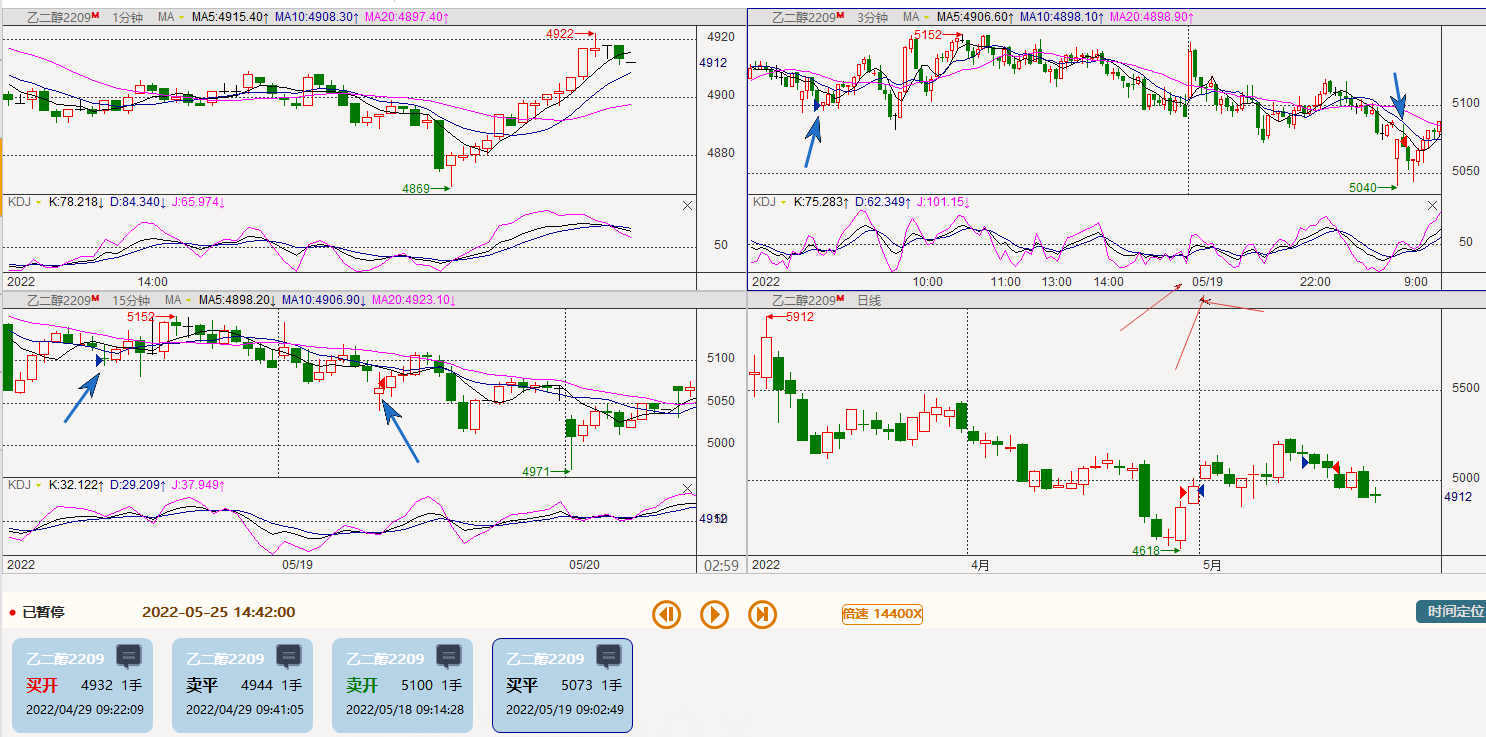 乙二醇2209M 1分钟 MA MA5:4915.40↑ MA10:4908.30↑ MA20:4897.40↑
4922
4920
4912
4900
4880
4869
KDJ K:78.218↓ D:84.340↓ J:65.974↓
50
2022 14:00
乙二醇2209M 3分钟 MA MA5:4906.60↑ MA10:4898.10↑ MA20:4898.90↑
5152
5100
5050
5040
KDJ K:75.283↑ D:62.349↑ J:101.15↓
50
2022 10:00 11:00 13:00 14:00 05/19 22:00 9:00
乙二醇2209M 15分钟 MA MA5:4898.20↓ MA10:4906.90↓ MA20:4923.10↓
5152
5100
5050
5000
4971
KDJ K:32.122↑ D:29.209↑ J:37.949↑
4912
2022 05/19 05/20 02:59
乙二醇2209M 日线
5912
5500
5000
4912
4618
2022 4月 5月
已暂停 2022-05-25 14:42:00 倍速 14400X 时间定位
乙二醇2209
买开 4932 1手
2022/04/29 09:22:09
乙二醇2209
卖平 4944 1手
2022/04/29 09:41:05
乙二醇2209
卖开 5100 1手
2022/05/18 09:14:28
乙二醇2209
买平 5073 1手
2022/05/19 09:02:49